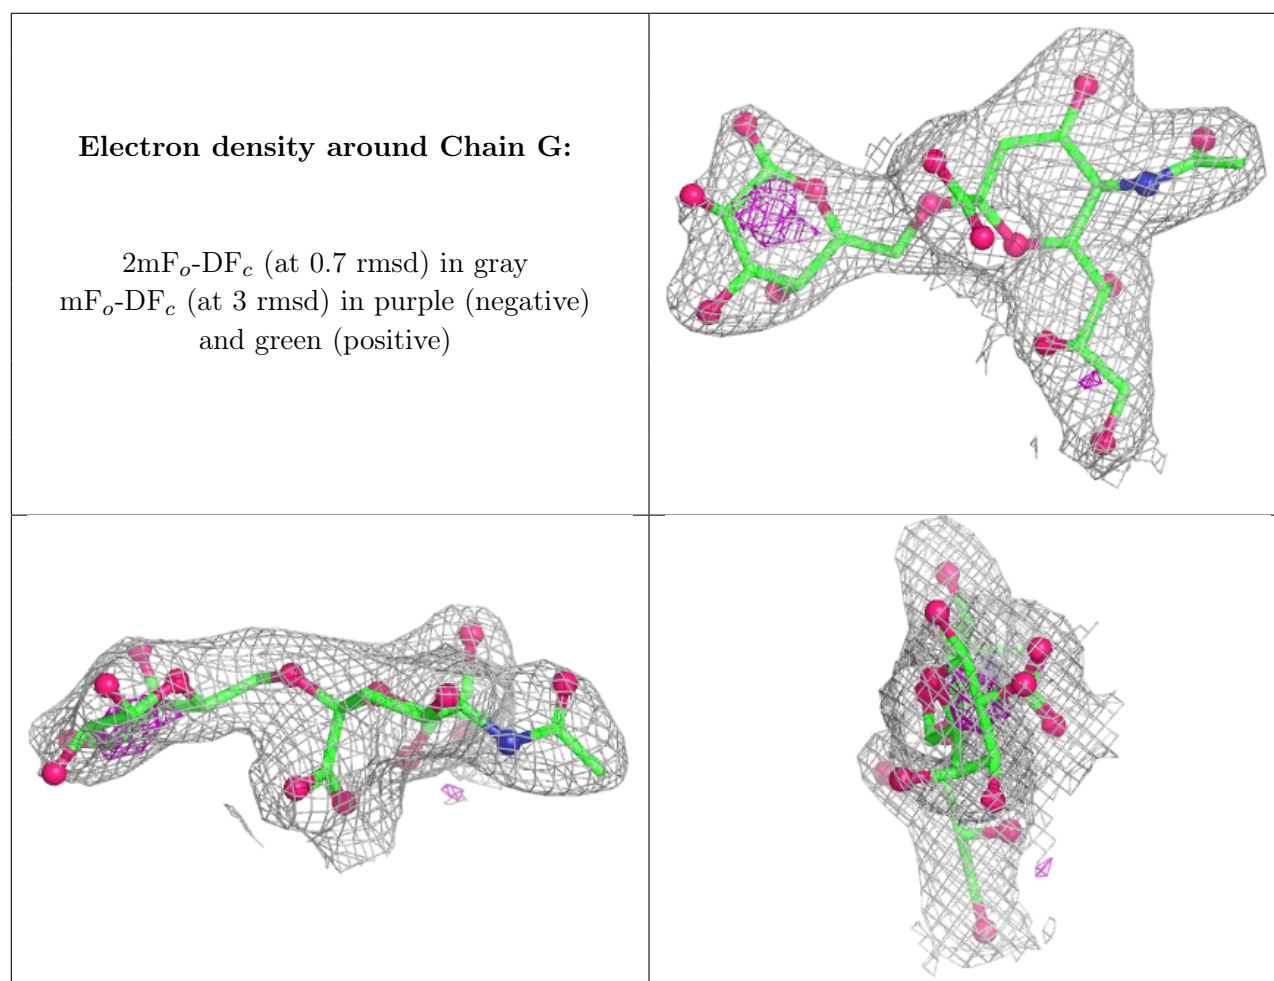 Electron density around Chain G:
2mFo-DFc (at 0.7 rmsd) in gray
mFo-DFc (at 3 rmsd) in purple (negative)
and green (positive)